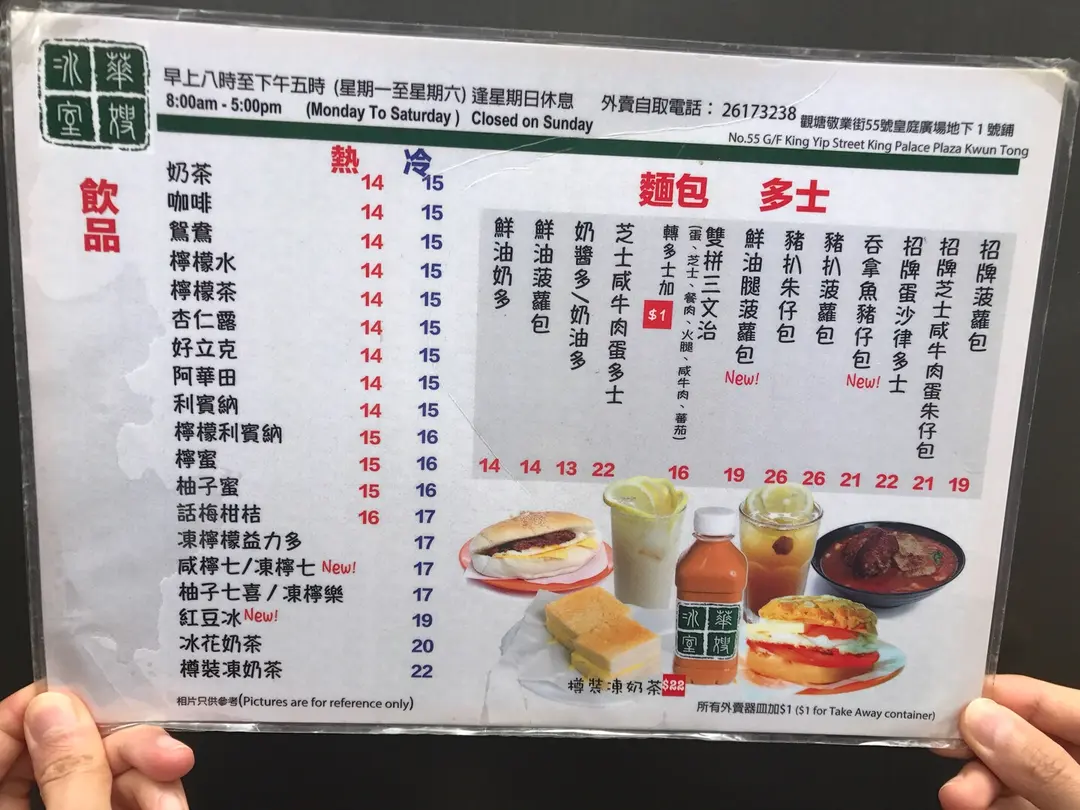 華嫂
冰室
早上八時至下午五時 (星期一至星期六) 逢星期日休息
8:00am - 5:00pm (Monday To Saturday ) Closed on Sunday
外賣自取電話： 26173238
觀塘敬業街55號皇庭廣場地下1號鋪
No.55 G/F King Yip Street King Palace Plaza Kwun Tong
飲品
熱 冷
奶茶 14 15
咖啡 14 15
鴛鴦 14 15
檸檬水 14 15
檸檬茶 14 15
杏仁露 14 15
好立克 14 15
阿華田 14 15
利賓納 14 15
檸檬利賓納 15 16
檸蜜 15 16
柚子蜜 15 16
話梅柑桔 16 17
凍檸檬益力多 17
咸檸七/凍檸七 New! 17
柚子七喜/凍檸樂 17
紅豆冰 New! 19
冰花奶茶 20
樽裝凍奶茶 22
相片只供參考(Pictures are for reference only)
麵包 多士
招牌菠蘿包 19
招牌芝士咸牛肉蛋朱仔包 21
招牌蛋沙律多士 22
吞拿魚豬仔包 New! 21
豬扒菠蘿包 26
豬扒朱仔包 26
鮮油腿菠蘿包 New! 19
雙拼三文治 16
(蛋、芝士、餐肉、火腿、咸牛肉、蕃茄)
轉多士加 $1
芝士咸牛肉蛋多士 22
奶醬多/奶油多 13
鮮油菠蘿包 14
鮮油奶多 14
華嫂
冰室
樽裝凍奶茶 $22
所有外賣器皿加$1 ($1 for Take Away container)